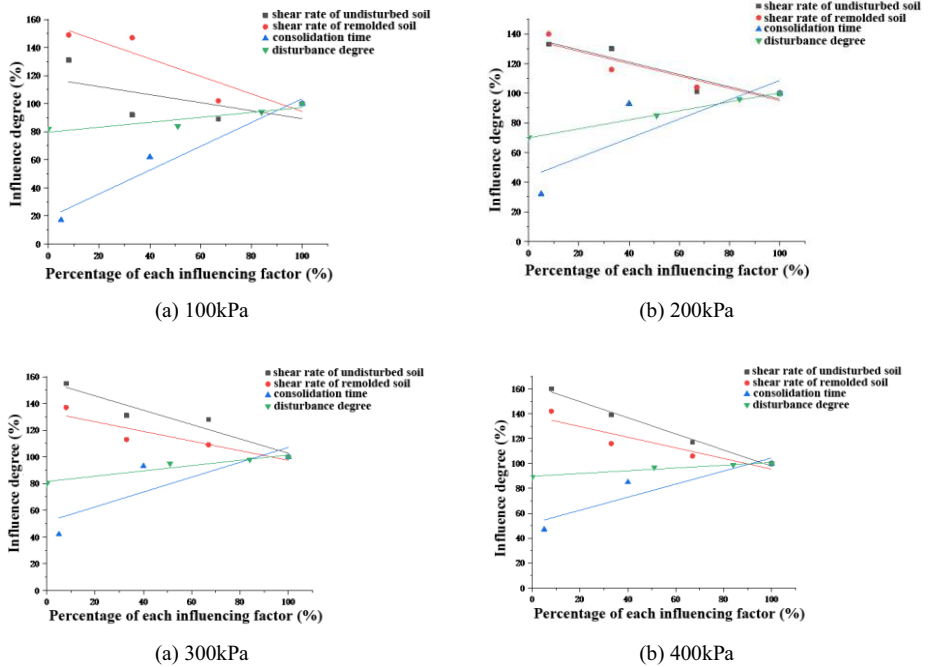 shear rate of undisturbed soil
shear rate of remolded soil
consolidation time
disturbance degree
160
140
120
100
80
60
40
20
0
Influence degree (%)
0 20 40 60 80 100
Percentage of each influencing factor (%)
(a) 100kPa
shear rate of undisturbed soil
shear rate of remolded soil
consolidation time
disturbance degree
140
120
100
80
60
40
20
0
Influence degree (%)
0 20 40 60 80 100
Percentage of each influencing factor (%)
(b) 200kPa
shear rate of undisturbed soil
shear rate of remolded soil
consolidation time
disturbance degree
160
140
120
100
80
60
40
20
0
Influence degree (%)
0 20 40 60 80 100
Percentage of each influencing factor (%)
(a) 300kPa
shear rate of undisturbed soil
shear rate of remolded soil
consolidation time
disturbance degree
160
140
120
100
80
60
40
20
0
Influence degree (%)
0 20 40 60 80 100
Percentage of each influencing factor (%)
(b) 400kPa